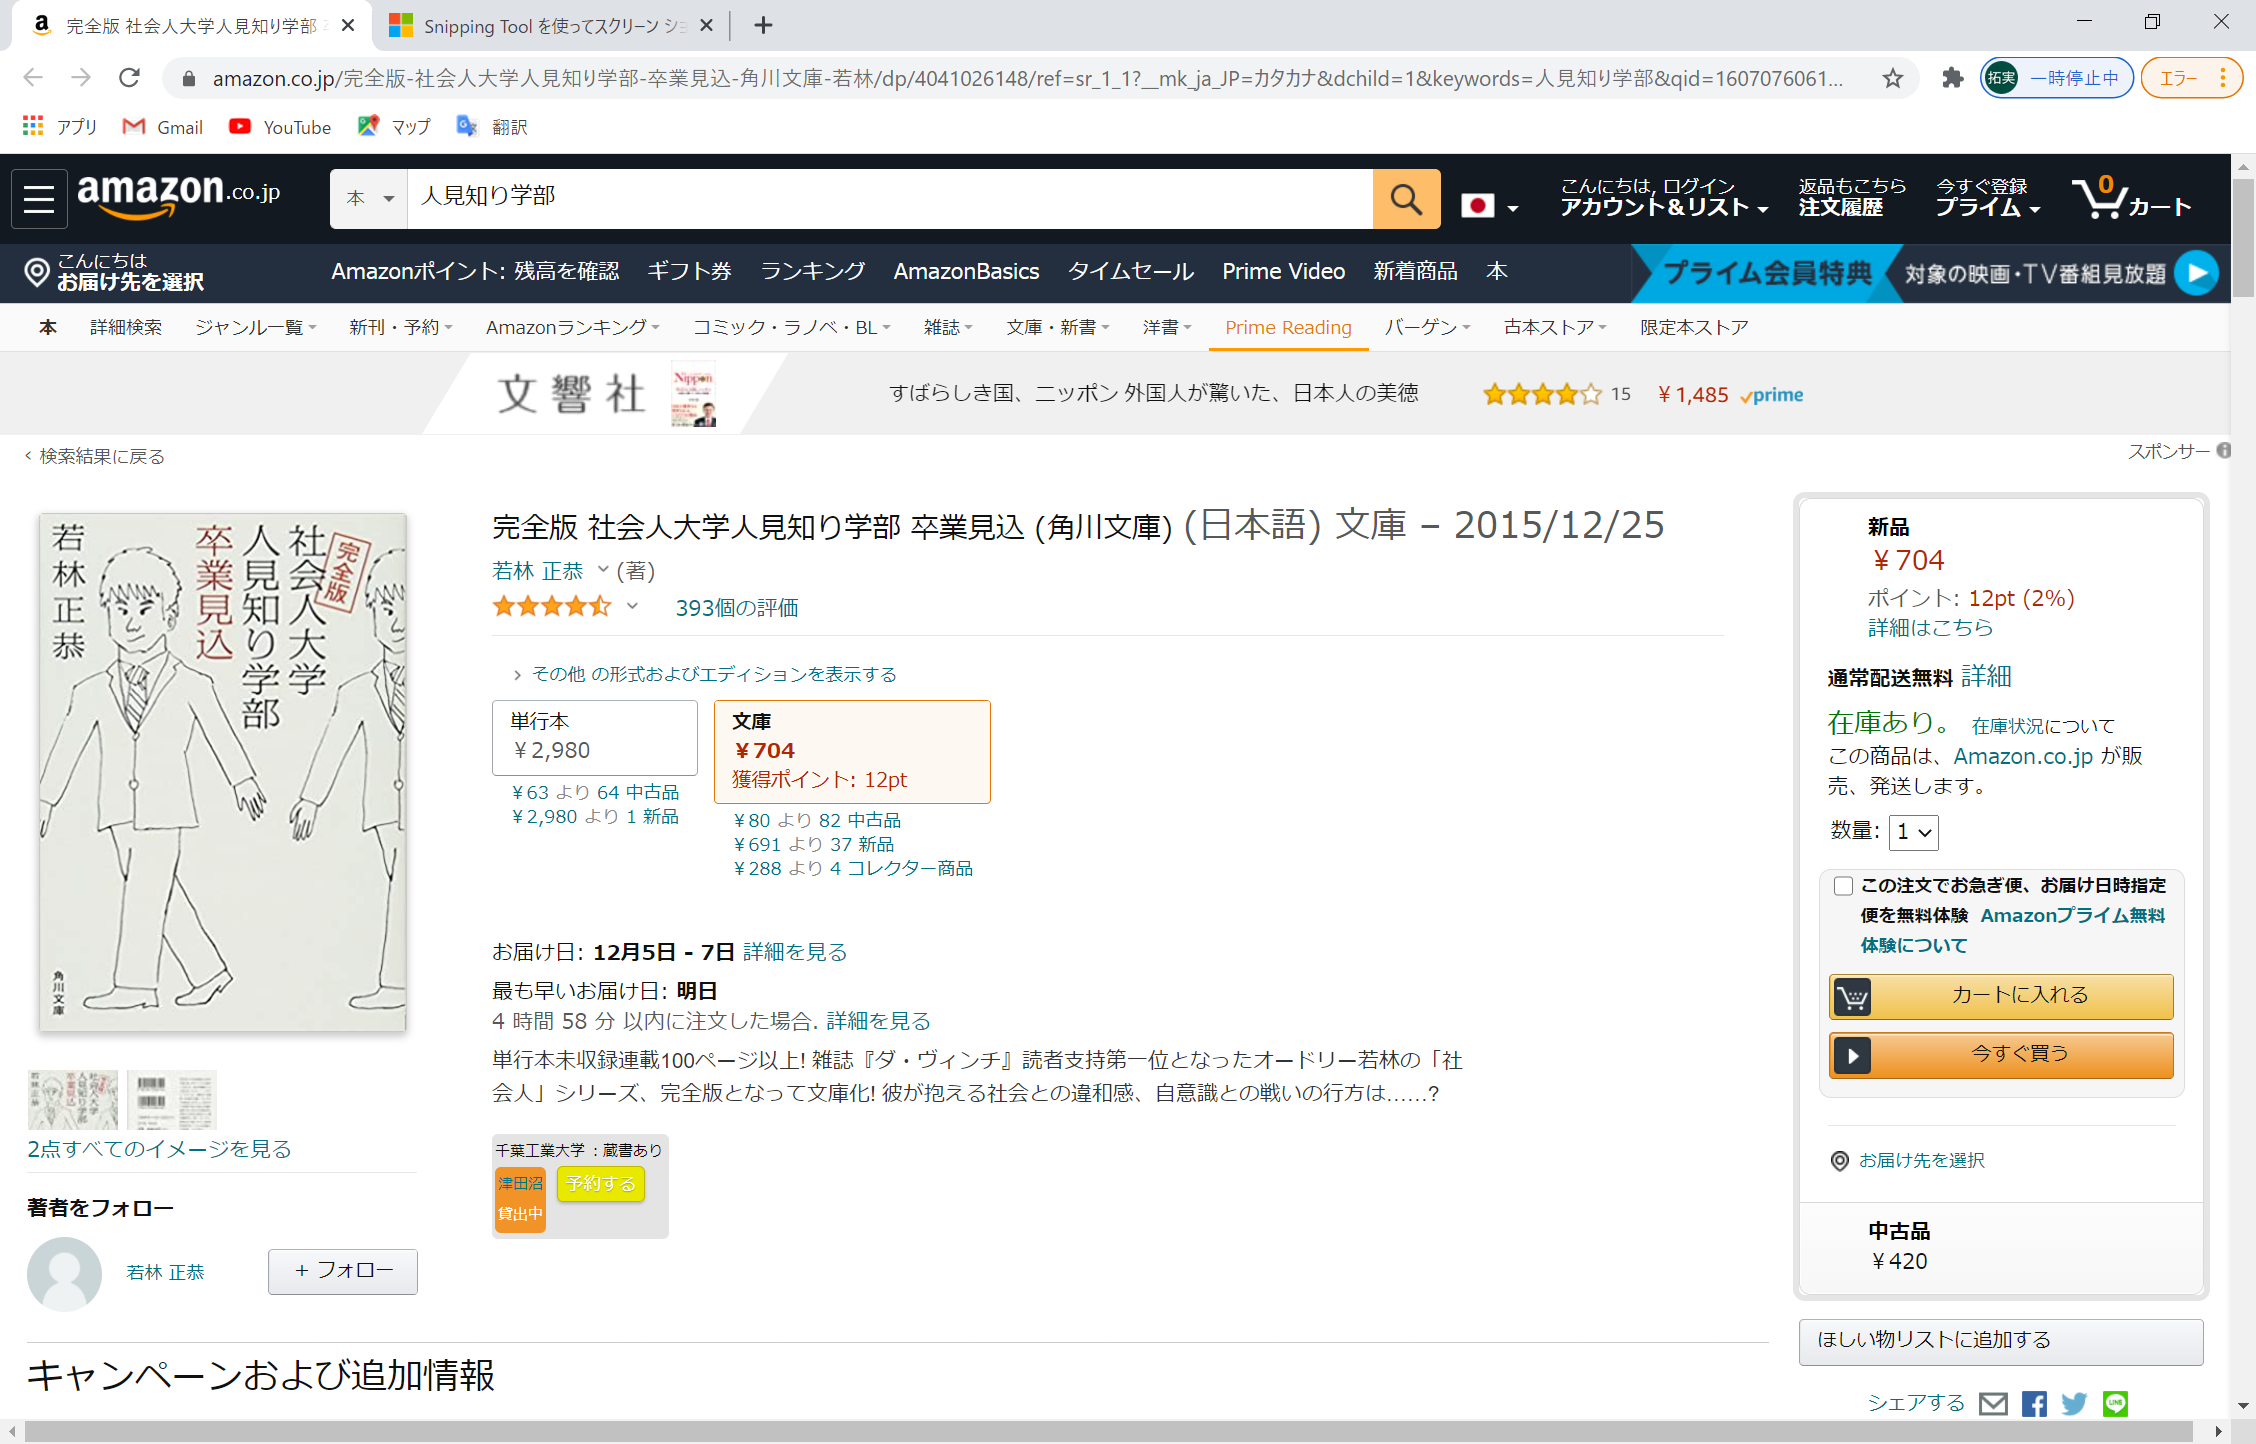 完全版 社会人大学人見知り学部
Snipping Tool を使ってスクリーン ショ
amazon.co.jp/完全版-社会人大学人見知り学部-卒業見込-角川文庫-若林/dp/4041026148/ref=sr_1_1?__mk_ja_JP=カタカナ&dchild=1&keywords=人見知り学部&qid=1607076061...
拓実 一時停止中
エラー
アプリ Gmail YouTube マップ 翻訳
amazon.co.jp
本
人見知り学部
こんにちは, ログイン
アカウント&リスト
返品もこちら
注文履歴
今すぐ登録
プライム
0
カート
こんにちは
お届け先を選択
Amazonポイント: 残高を確認 ギフト券 ランキング AmazonBasics タイムセール Prime Video 新着商品 本
プライム会員特典 対象の映画・TV番組見放題
本 詳細検索 ジャンル一覧 新刊・予約 Amazonランキング コミック・ラノベ・BL 雑誌 文庫・新書 洋書 Prime Reading バーゲン 古本ストア 限定本ストア
文響社
Nippon
すばらしき国、ニッポン 外国人が驚いた、日本人の美徳
15 ￥1,485 prime
‹ 検索結果に戻る
スポンサー
若林正恭
社会人大学
人見知り学部
卒業見込
完全版
角川文庫
2点すべてのイメージを見る
著者をフォロー
若林 正恭
+ フォロー
完全版 社会人大学人見知り学部 卒業見込 (角川文庫) (日本語) 文庫 – 2015/12/25
若林 正恭 (著)
393個の評価
› その他 の形式およびエディションを表示する
単行本
￥2,980
￥63 より 64 中古品
￥2,980 より 1 新品
文庫
￥704
獲得ポイント: 12pt
￥80 より 82 中古品
￥691 より 37 新品
￥288 より 4 コレクター商品
お届け日: 12月5日 - 7日 詳細を見る
最も早いお届け日: 明日
4 時間 58 分 以内に注文した場合. 詳細を見る
単行本未収録連載100ページ以上! 雑誌『ダ・ヴィンチ』読者支持第一位となったオードリー若林の「社
会人」シリーズ、完全版となって文庫化! 彼が抱える社会との違和感、自意識との戦いの行方は……?
千葉工業大学 : 蔵書あり
津田沼
貸出中
予約する
新品
￥704
ポイント: 12pt (2%)
詳細はこちら
通常配送無料 詳細
在庫あり。 在庫状況について
この商品は、Amazon.co.jp が販
売、発送します。
数量: 1
この注文でお急ぎ便、お届け日時指定
便を無料体験 Amazonプライム無料
体験について
カートに入れる
今すぐ買う
お届け先を選択
中古品
￥420
ほしい物リストに追加する
シェアする
LINE
キャンペーンおよび追加情報